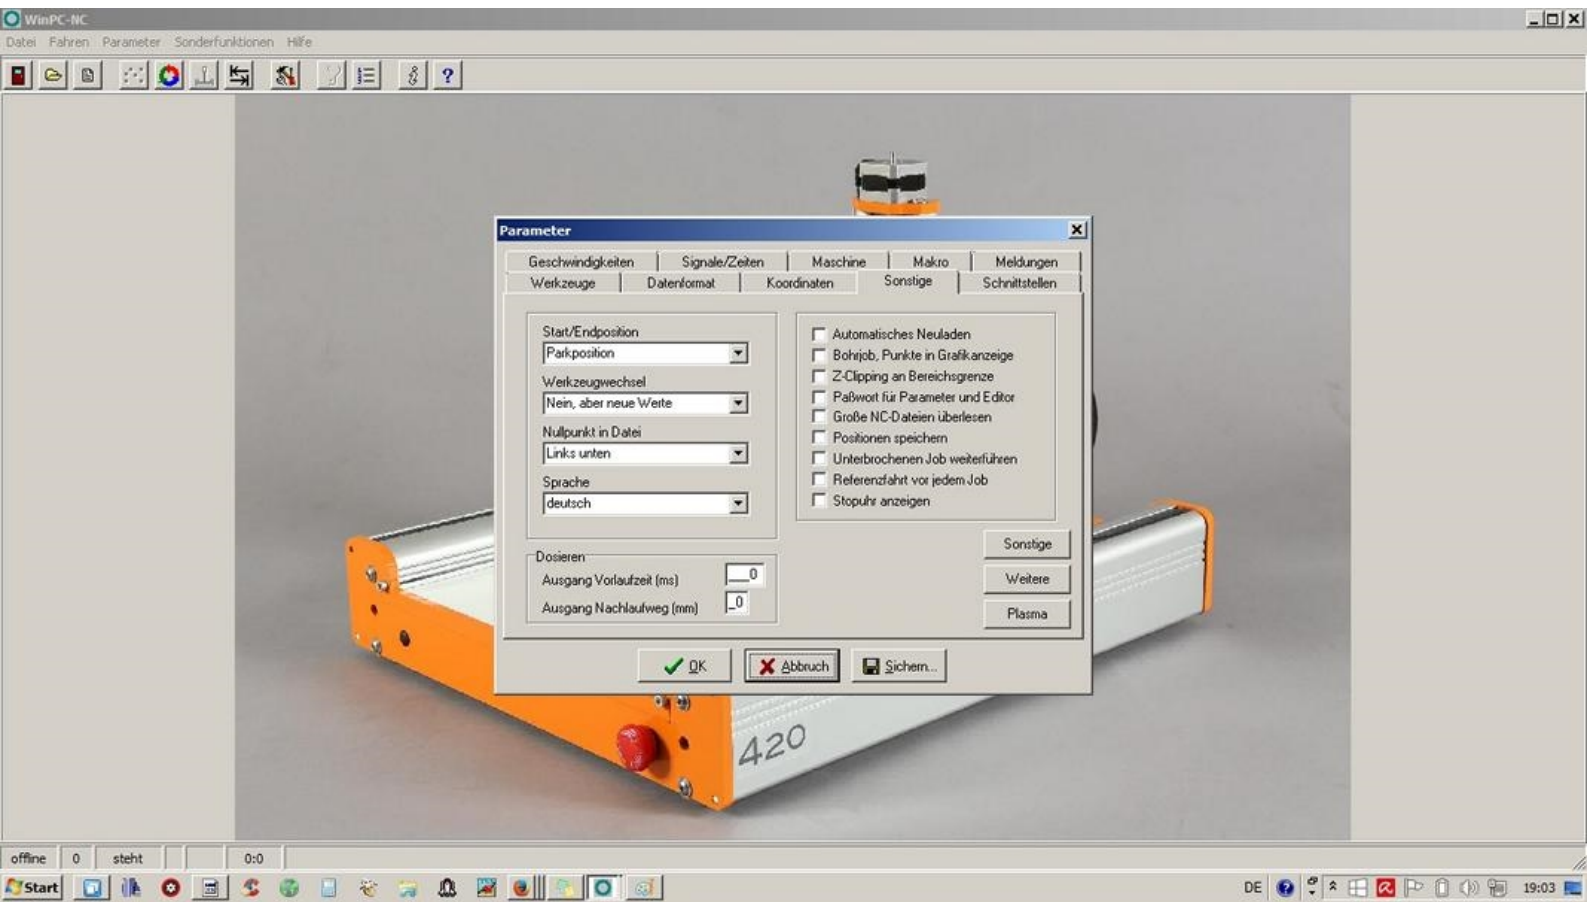 WinPC-NC
Datei Fahren Parameter Sonderfunktionen Hilfe
Parameter
Geschwindigkeiten Signale/Zeiten Maschine Makro Meldungen
Werkzeuge Datenformat Koordinaten Sonstige Schnittstellen
Start/Endposition
Parkposition
Werkzeugwechsel
Nein, aber neue Werte
Nullpunkt in Datei
Links unten
Sprache
deutsch
Automatisches Neuladen
Bohrjob, Punkte in Grafikanzeige
Z-Clipping an Bereichsgrenze
Paßwort für Parameter und Editor
Große NC-Dateien überlesen
Positionen speichern
Unterbrochenen Job weiterführen
Referenzfahrt vor jedem Job
Stopuhr anzeigen
Dosieren
Ausgang Vorlaufzeit (ms) ___0
Ausgang Nachlaufweg (mm) _0
Sonstige
Weitere
Plasma
OK Abbruch Sichern...
420
offline 0 steht 0:0
Start DE 19:03